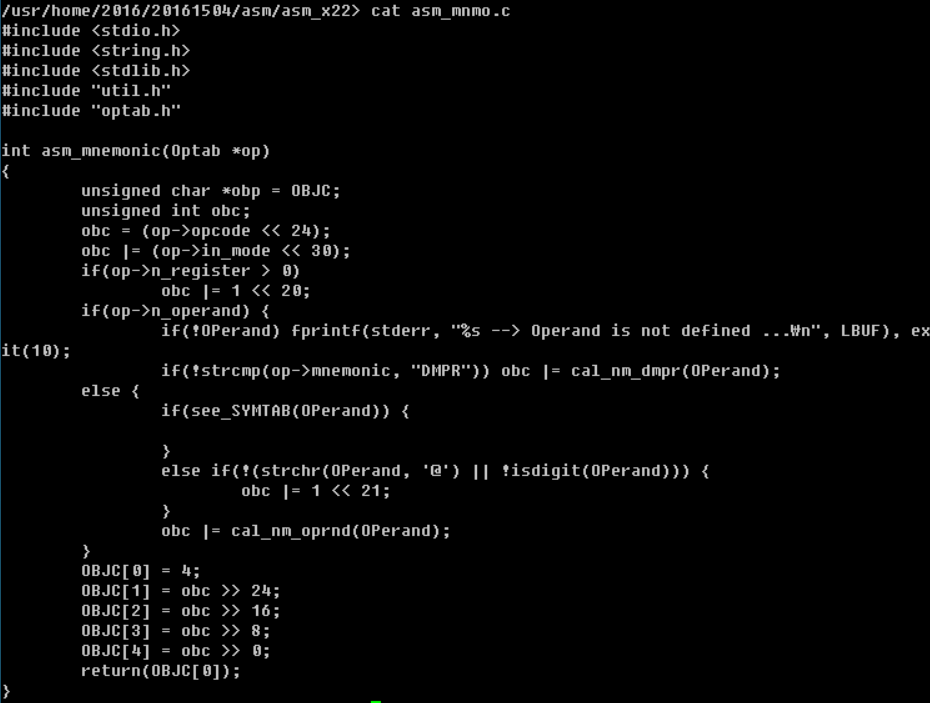 /usr/home/2016/20161504/asm/asm_x22> cat asm_mnmo.c
#include <stdio.h>
#include <string.h>
#include <stdlib.h>
#include "util.h"
#include "optab.h"

int asm_mnemonic(Optab *op)
{
        unsigned char *obp = OBJC;
        unsigned int obc;
        obc = (op->opcode << 24);
        obc |= (op->in_mode << 30);
        if(op->n_register > 0)
                obc |= 1 << 20;
        if(op->n_operand) {
                if(!OPerand) fprintf(stderr, "%s --> Operand is not defined ...₩n", LBUF), ex
it(10);
                if(!strcmp(op->mnemonic, "DMPR")) obc |= cal_nm_dmpr(OPerand);
        else {
                if(see_SYMTAB(OPerand)) {

                }
                else if(!(strchr(OPerand, '@') || !isdigit(OPerand))) {
                        obc |= 1 << 21;
                }
                obc |= cal_nm_oprnd(OPerand);
        }
        OBJC[0] = 4;
        OBJC[1] = obc >> 24;
        OBJC[2] = obc >> 16;
        OBJC[3] = obc >> 8;
        OBJC[4] = obc >> 0;
        return(OBJC[0]);
}